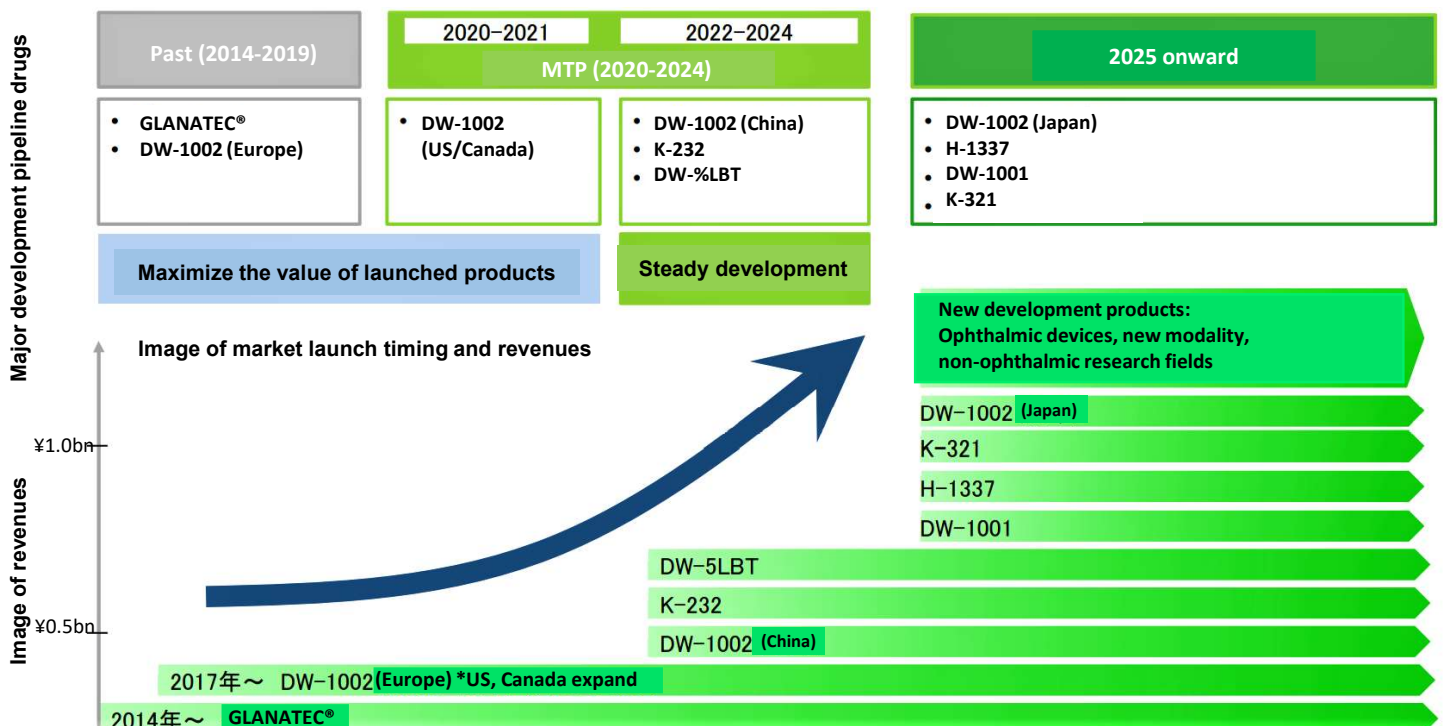 Major development pipeline drugs
Past (2014-2019)
2020-2021
2022-2024
MTP (2020-2024)
2025 onward
• GLANATEC®
• DW-1002 (Europe)
• DW-1002
(US/Canada)
• DW-1002 (China)
• K-232
• DW-%LBT
• DW-1002 (Japan)
• H-1337
• DW-1001
• K-321
Maximize the value of launched products
Steady development
New development products:
Ophthalmic devices, new modality,
non-ophthalmic research fields
Image of market launch timing and revenues
Image of revenues
¥1.0bn
¥0.5bn
DW-1002 (Japan)
K-321
H-1337
DW-1001
DW-5LBT
K-232
DW-1002 (China)
2017年～ DW-1002(Europe) *US, Canada expand
2014年～ GLANATEC®